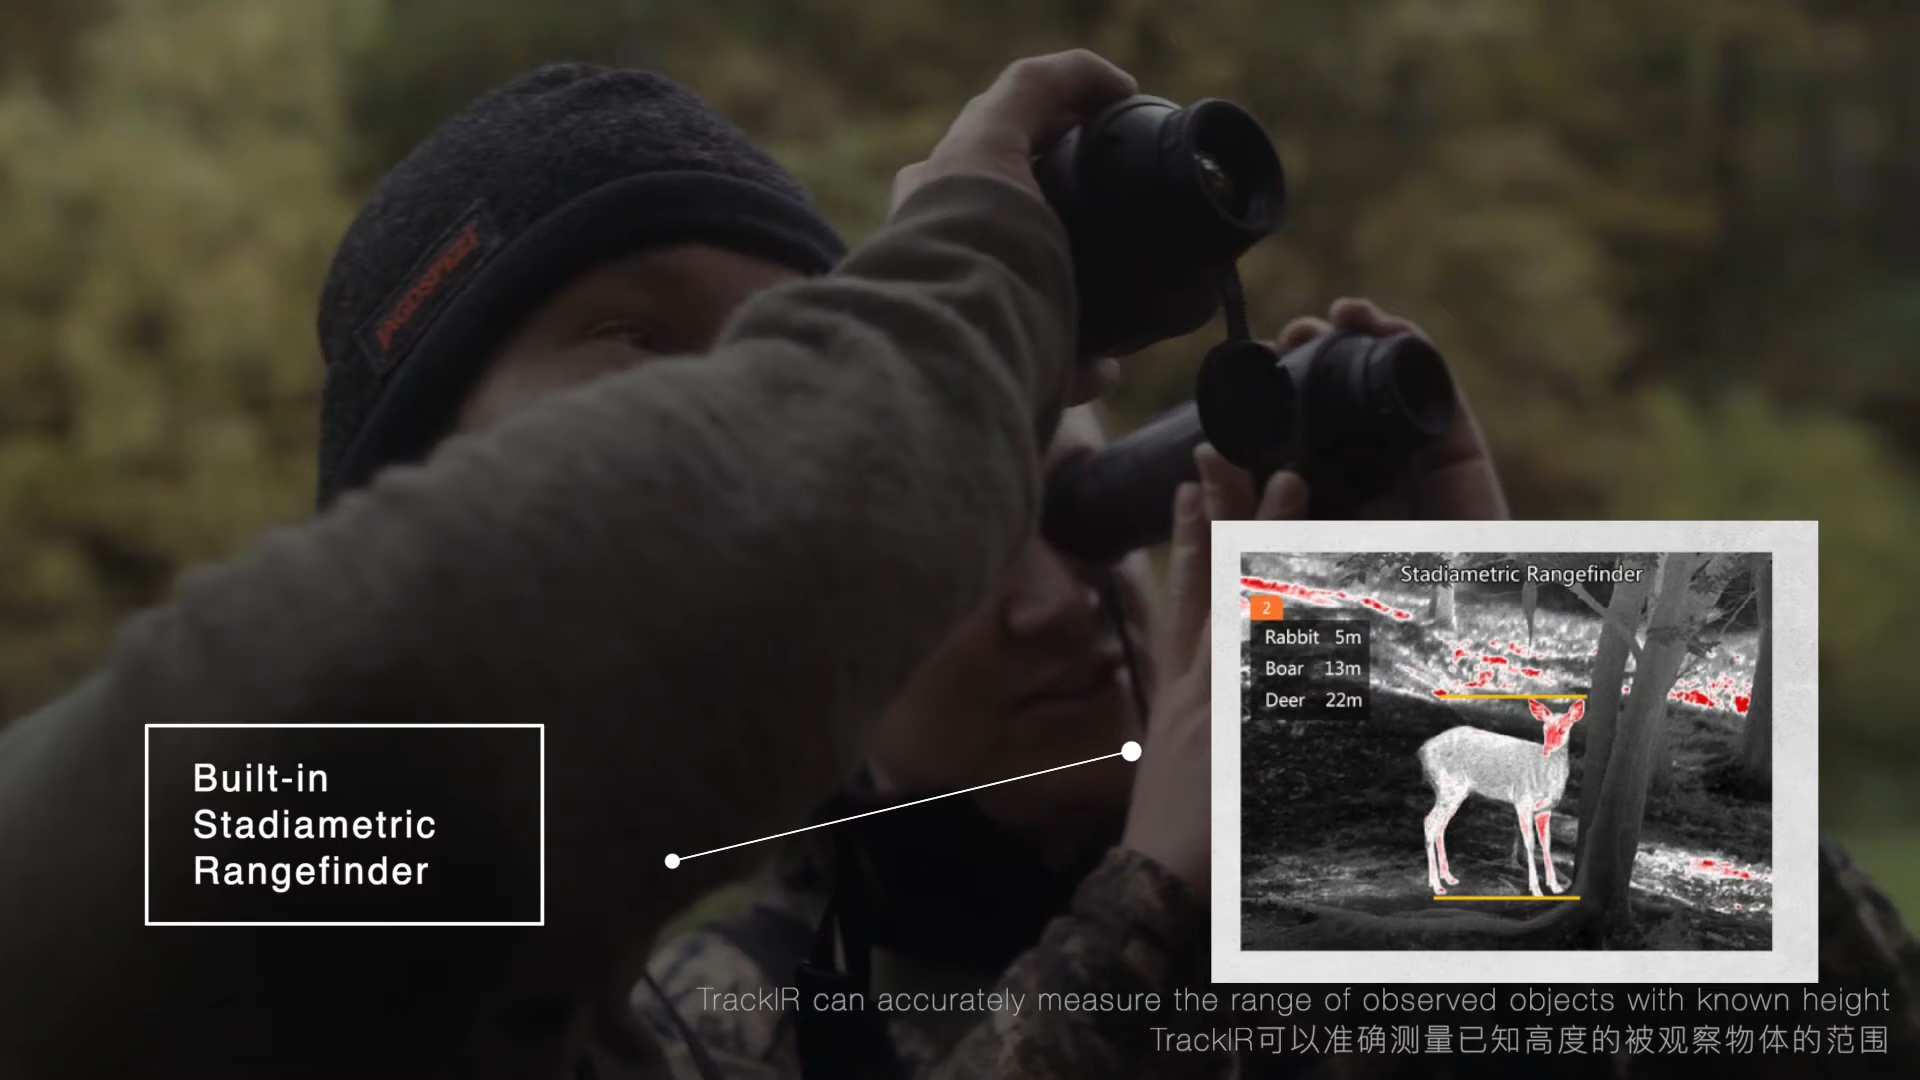 Built-in
Stadiametric
Rangefinder
Stadiametric Rangefinder
2
Rabbit 5m
Boar 13m
Deer 22m
TrackIR can accurately measure the range of observed objects with known height
TrackIR可以准确测量已知高度的被观察物体的范围